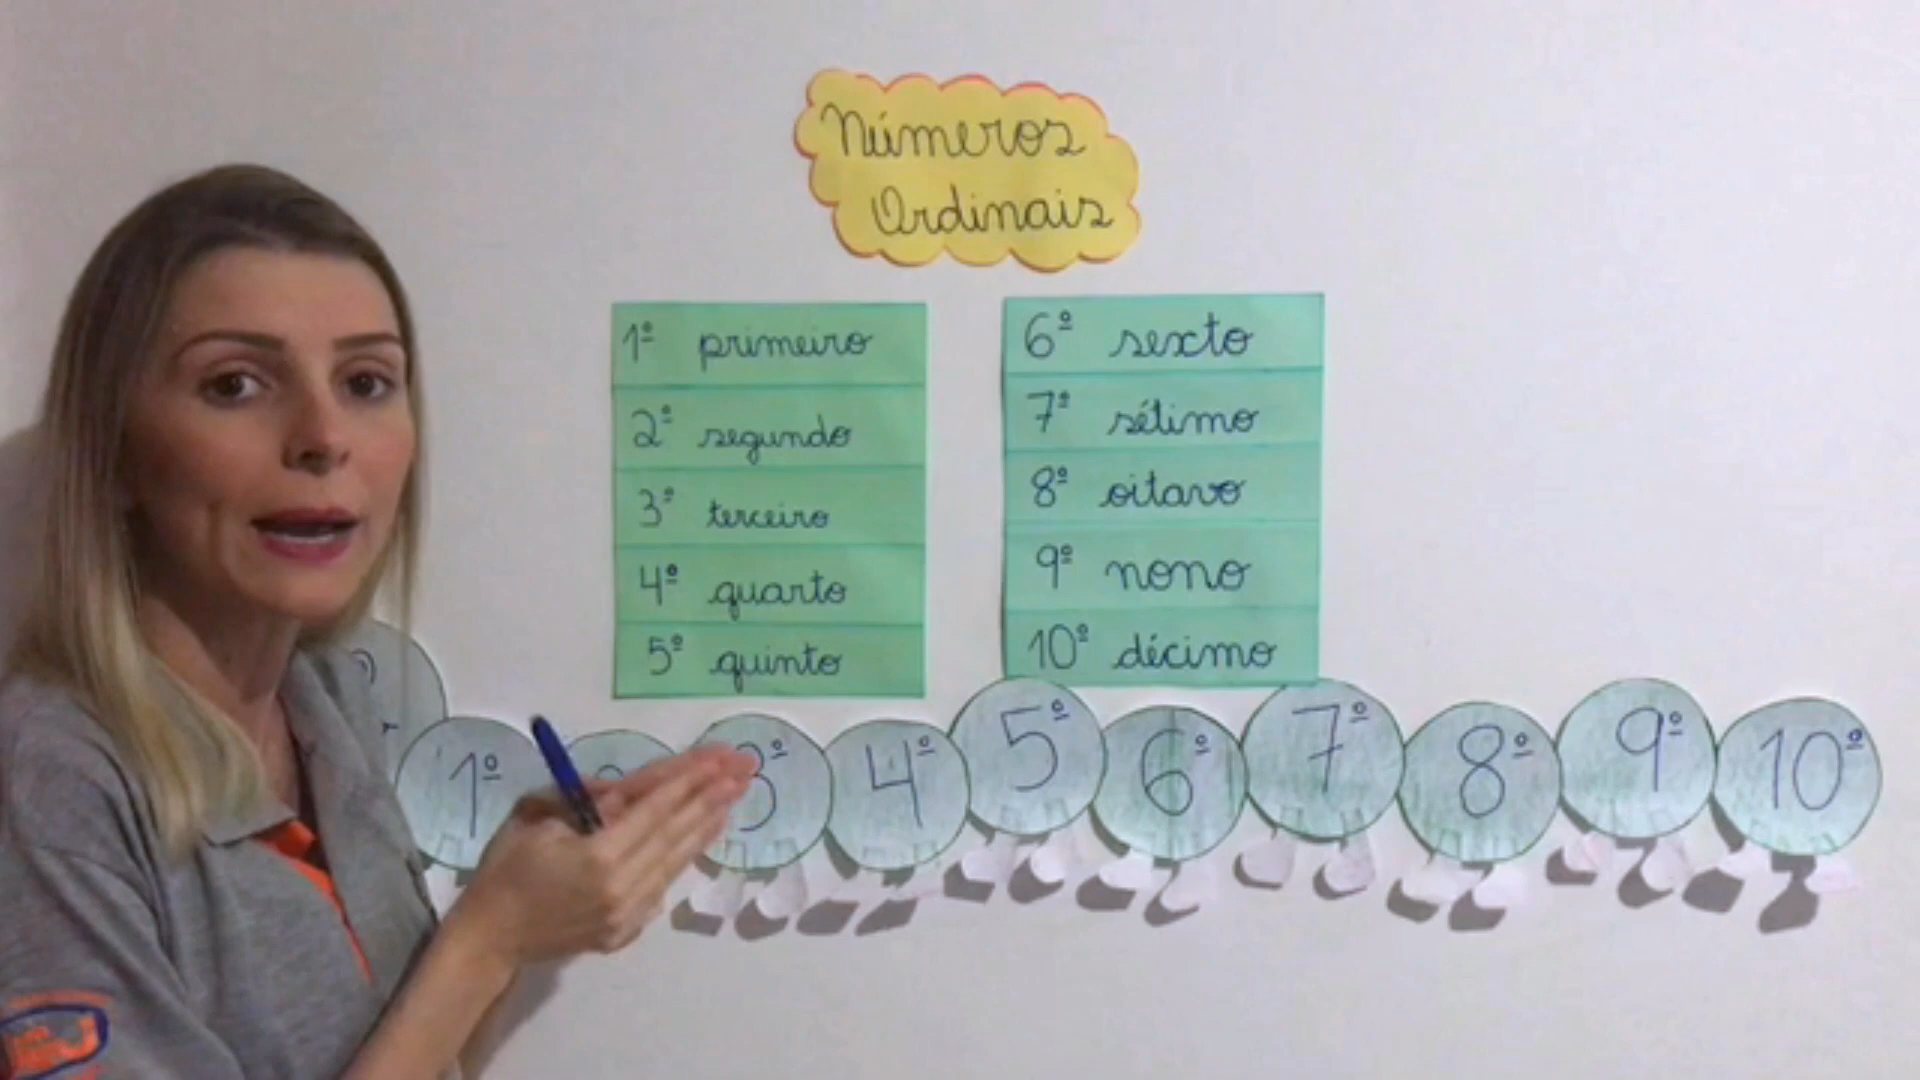 Números
Ordinais
1º primeiro
2º segundo
3º terceiro
4º quarto
5º quinto
6º sexto
7º sétimo
8º oitavo
9º nono
10º décimo
1º
3º
4º
5º
6º
7º
8º
9º
10º